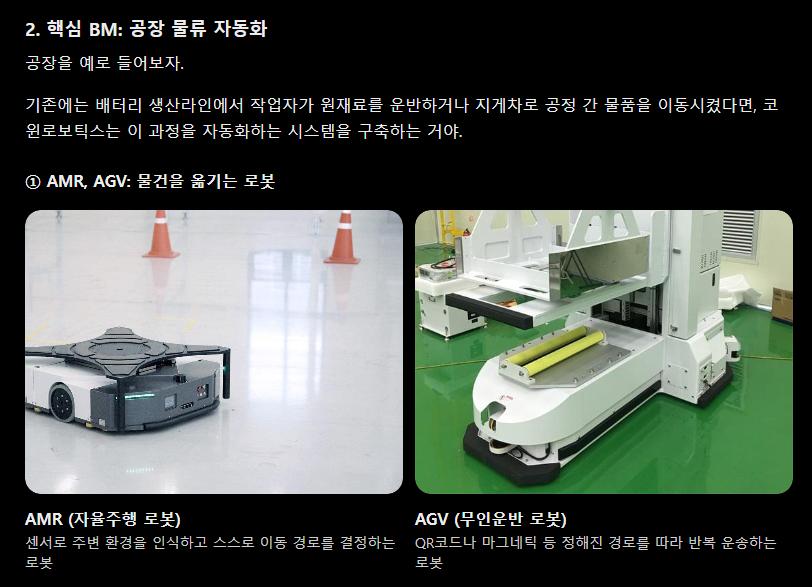 2. 핵심 BM: 공장 물류 자동화
공장을 예로 들어보자.
기존에는 배터리 생산라인에서 작업자가 원재료를 운반하거나 지게차로 공정 간 물품을 이동시켰다면, 코
윈로보틱스는 이 과정을 자동화하는 시스템을 구축하는 거야.
① AMR, AGV: 물건을 옮기는 로봇
AMR (자율주행 로봇)
센서로 주변 환경을 인식하고 스스로 이동 경로를 결정하는
로봇
AGV (무인운반 로봇)
QR코드나 마그네틱 등 정해진 경로를 따라 반복 운송하는
로봇